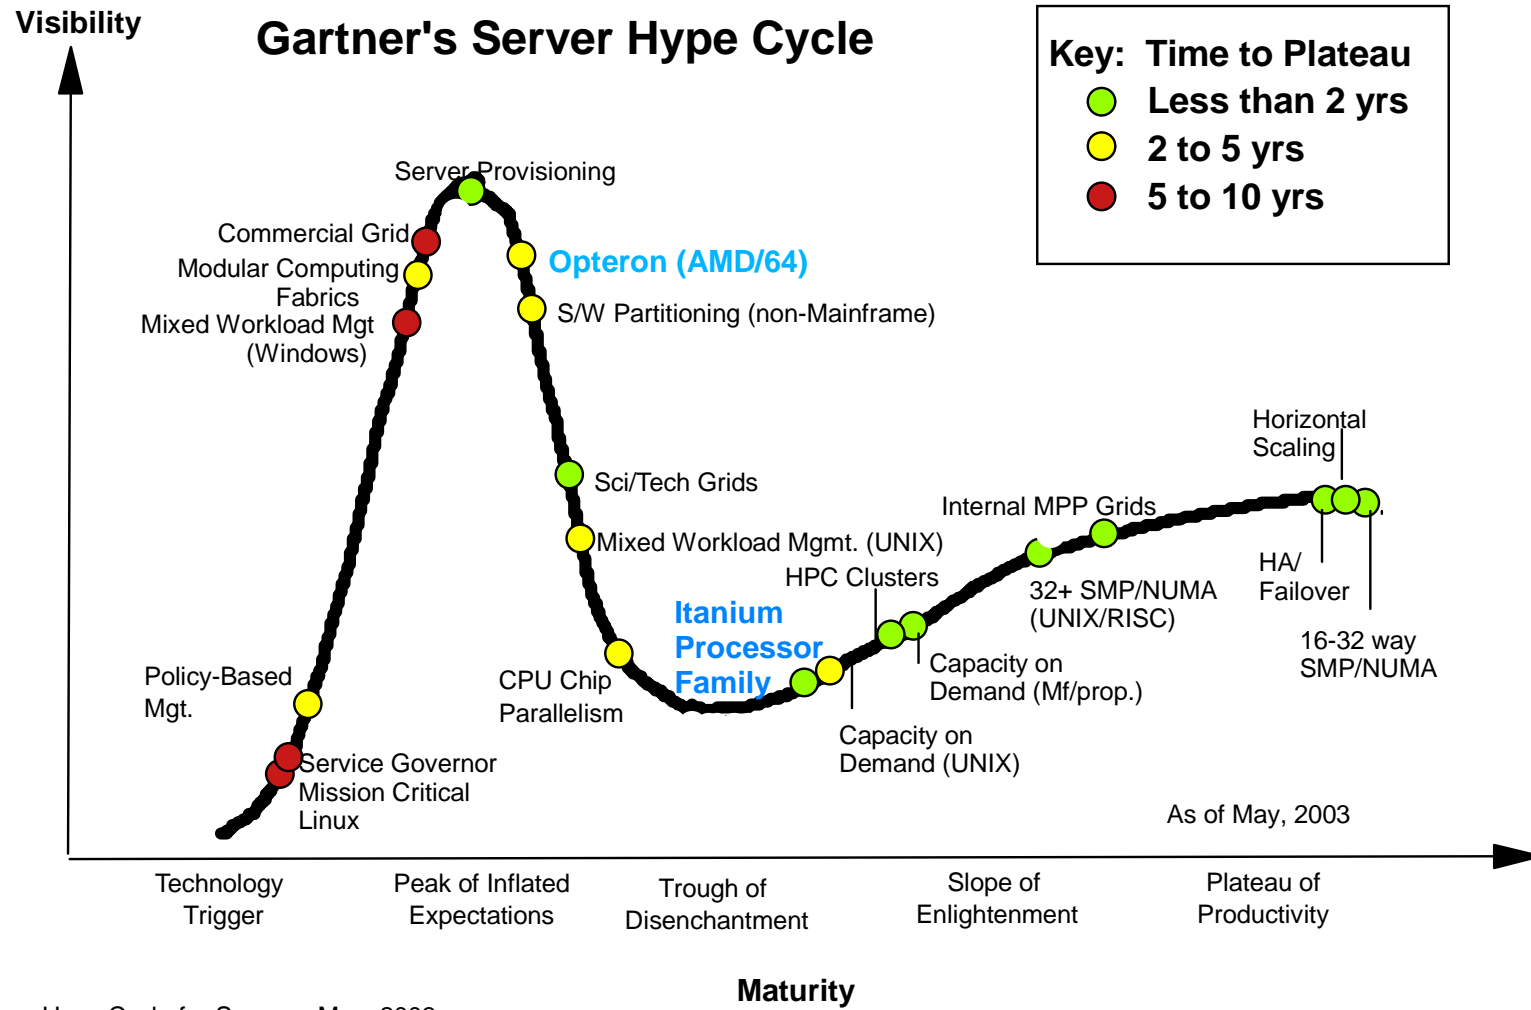 Visibility
Gartner's Server Hype Cycle
Key: Time to Plateau
Less than 2 yrs
2 to 5 yrs
5 to 10 yrs
Server Provisioning
Commercial Grid
Modular Computing
Fabrics
Mixed Workload Mgt
(Windows)
Opteron (AMD/64)
S/W Partitioning (non-Mainframe)
Sci/Tech Grids
Mixed Workload Mgmt. (UNIX)
HPC Clusters
Itanium
Processor
Family
CPU Chip
Parallelism
Policy-Based
Mgt.
Service Governor
Mission Critical
Linux
Capacity on
Demand (UNIX)
Capacity on
Demand (Mf/prop.)
Internal MPP Grids
32+ SMP/NUMA
(UNIX/RISC)
Horizontal
Scaling
HA/
Failover
16-32 way
SMP/NUMA
As of May, 2003
Technology
Trigger
Peak of Inflated
Expectations
Trough of
Disenchantment
Slope of
Enlightenment
Plateau of
Productivity
Maturity